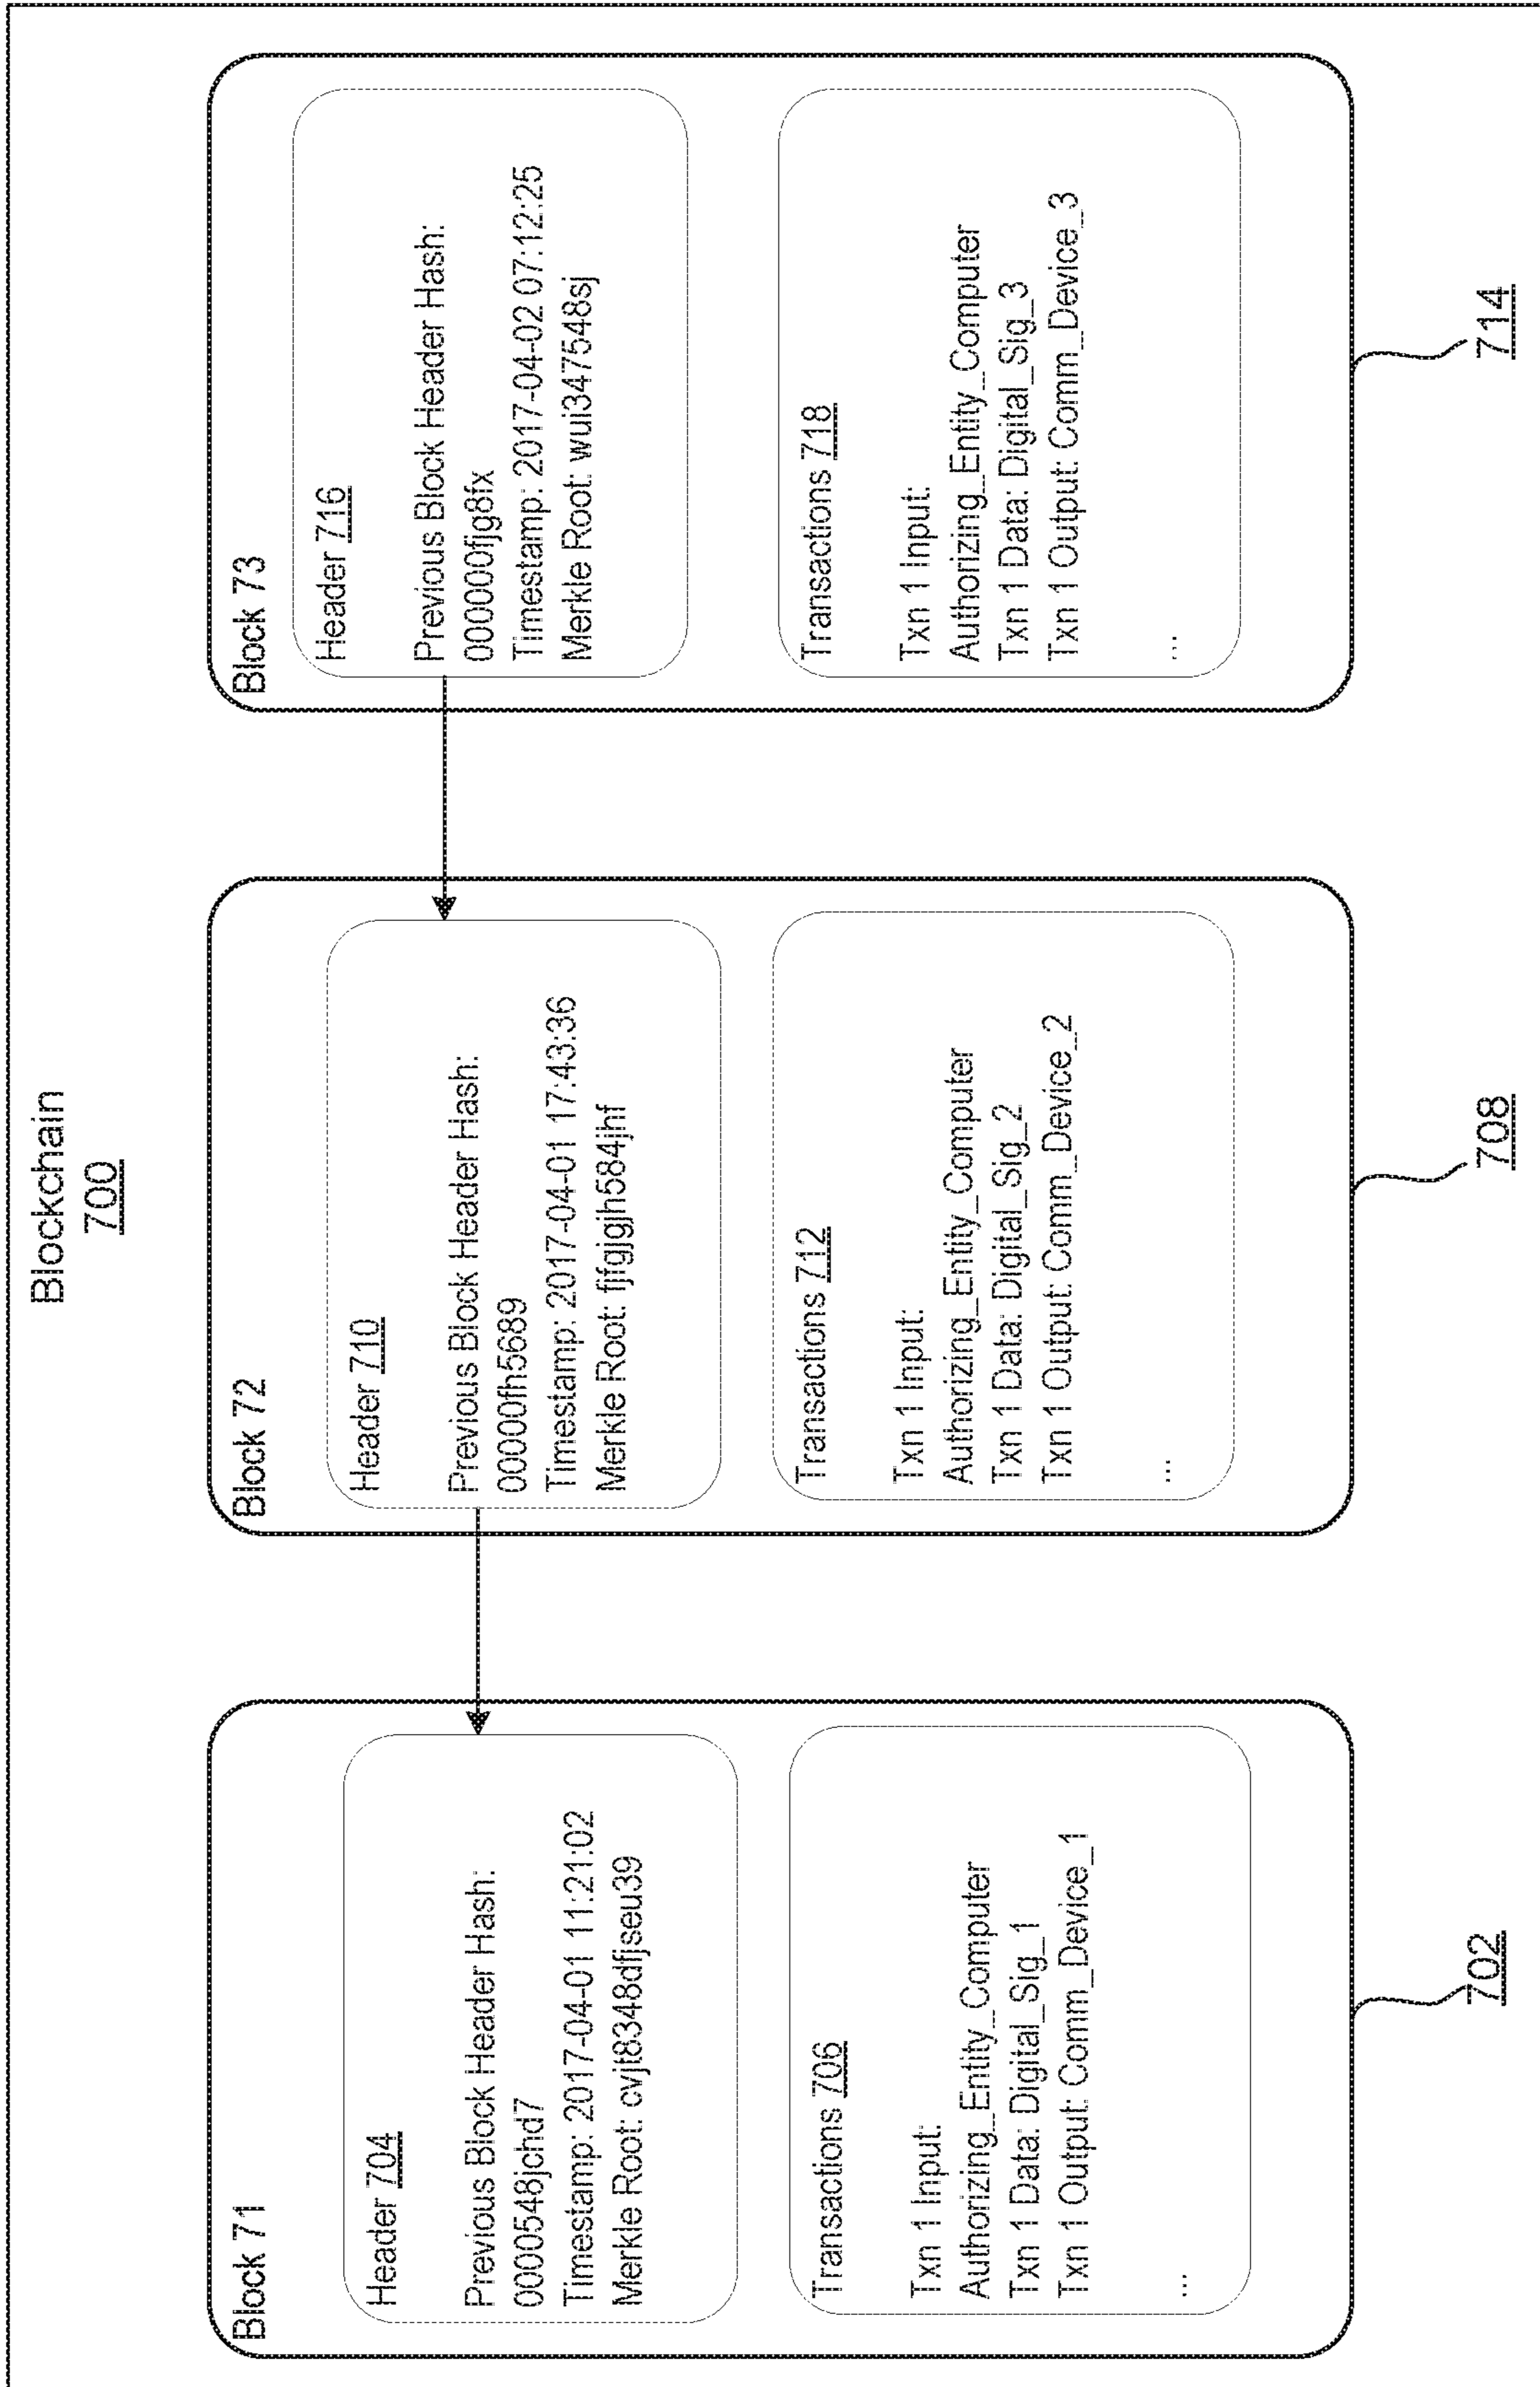 Blockchain
700
Block 71
Header 704
Previous Block Header Hash:
0000548jchd7
Timestamp: 2017-04-01 11:21:02
Merkle Root: cvjt8348dfjseu39
Transactions 706
Txn 1 Input:
Authorizing_Entity_Computer
Txn 1 Data: Digital_Sig_1
Txn 1 Output: Comm_Device_1
...
702
Block 72
Header 710
Previous Block Header Hash:
00000fh5689
Timestamp: 2017-04-01 17:43:36
Merkle Root: fjfgjgjh584jhf
Transactions 712
Txn 1 Input:
Authorizing_Entity_Computer
Txn 1 Data: Digital_Sig_2
Txn 1 Output: Comm_Device_2
...
708
Block 73
Header 716
Previous Block Header Hash:
000000fjg8fx
Timestamp: 2017-04-02 07:12:25
Merkle Root: wui347548sj
Transactions 718
Txn 1 Input:
Authorizing_Entity_Computer
Txn 1 Data: Digital_Sig_3
Txn 1 Output: Comm_Device_3
...
714